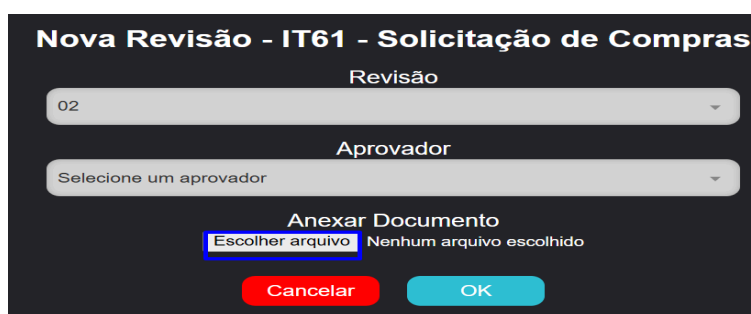 Nova Revisão - IT61 - Solicitação de Compras
Revisão
02
Aprovador
Selecione um aprovador
Anexar Documento
Escolher arquivo Nenhum arquivo escolhido
Cancelar OK